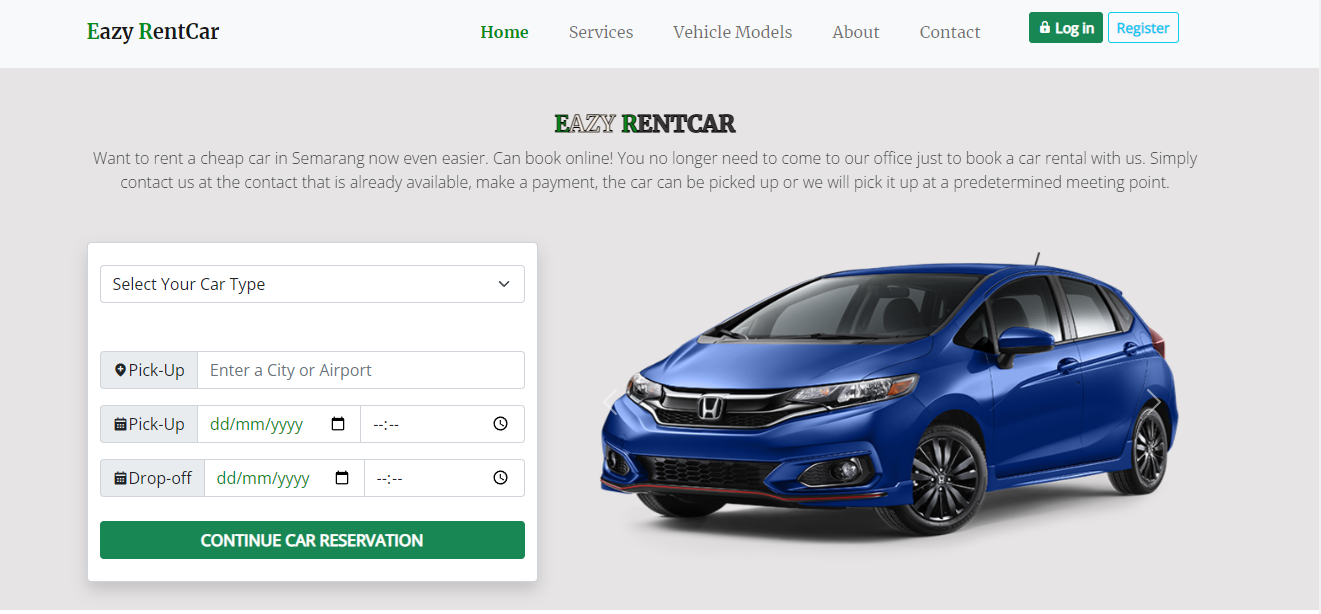 Eazy RentCar
Home
Services
Vehicle Models
About
Contact
Log in
Register
EAZY RENTCAR
Want to rent a cheap car in Semarang now even easier. Can book online! You no longer need to come to our office just to book a car rental with us. Simply
contact us at the contact that is already available, make a payment, the car can be picked up or we will pick it up at a predetermined meeting point.
Select Your Car Type
Pick-Up
Enter a City or Airport
Pick-Up
dd/mm/yyyy
--:--
Drop-off
dd/mm/yyyy
--:--
CONTINUE CAR RESERVATION